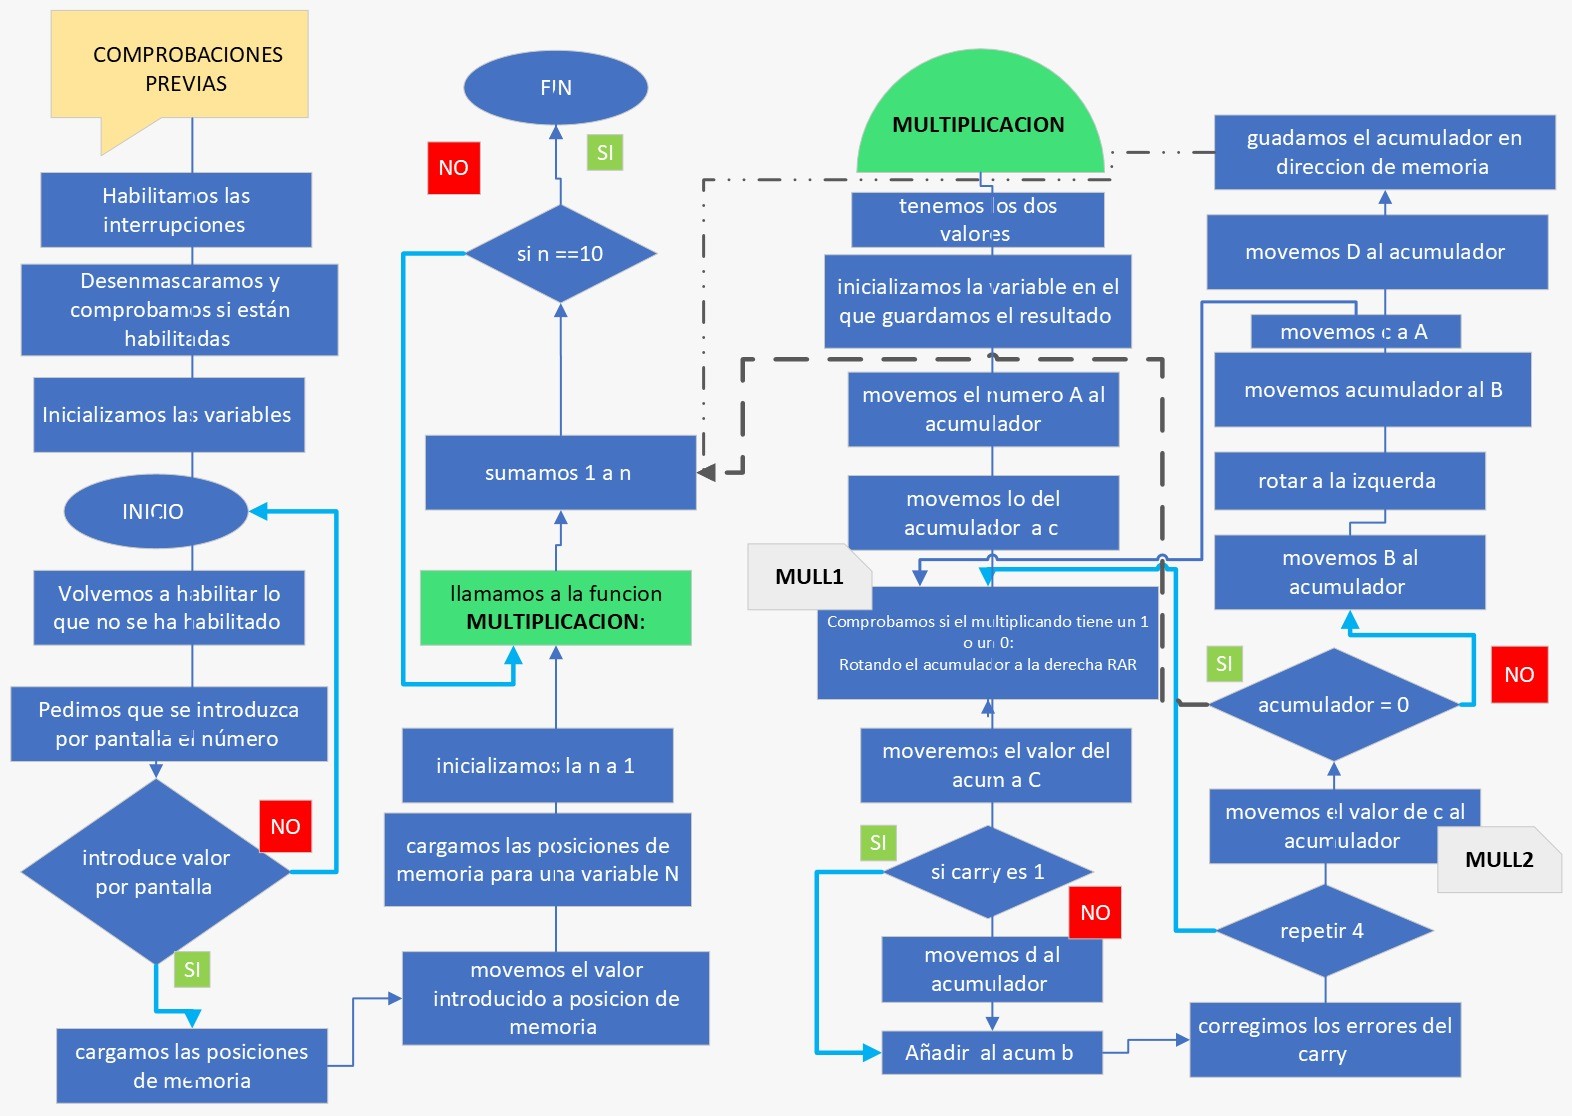 COMPROBACIONES
PREVIAS
Habilitamos las
interrupciones
Desenmascaramos y
comprobamos si están
habilitadas
Inicializamos las variables
INICIO
Volvemos a habilitar lo
que no se ha habilitado
Pedimos que se introduzca
por pantalla el número
NO
introduce valor
por pantalla
SI
cargamos las posiciones
de memoria
FIN
NO
SI
si n ==10
sumamos 1 a n
llamamos a la funcion
MULTIPLICACION:
inicializamos la n a 1
cargamos las posiciones de
memoria para una variable N
movemos el valor
introducido a posicion de
memoria
MULTIPLICACION
tenemos los dos
valores
inicializamos la variable en el
que guardamos el resultado
movemos el numero A al
acumulador
movemos lo del
acumulador a c
MULL1
Comprobamos si el multiplicando tiene un 1
o un 0:
Rotando el acumulador a la derecha RAR
moveremos el valor del
acum a C
SI
si carry es 1
NO
movemos d al
acumulador
Añadir al acum b
guadamos el acumulador en
direccion de memoria
movemos D al acumulador
movemos c a A
movemos acumulador al B
rotar a la izquerda
movemos B al
acumulador
SI
NO
acumulador = 0
movemos el valor de c al
acumulador
MULL2
repetir 4
corregimos los errores del
carry